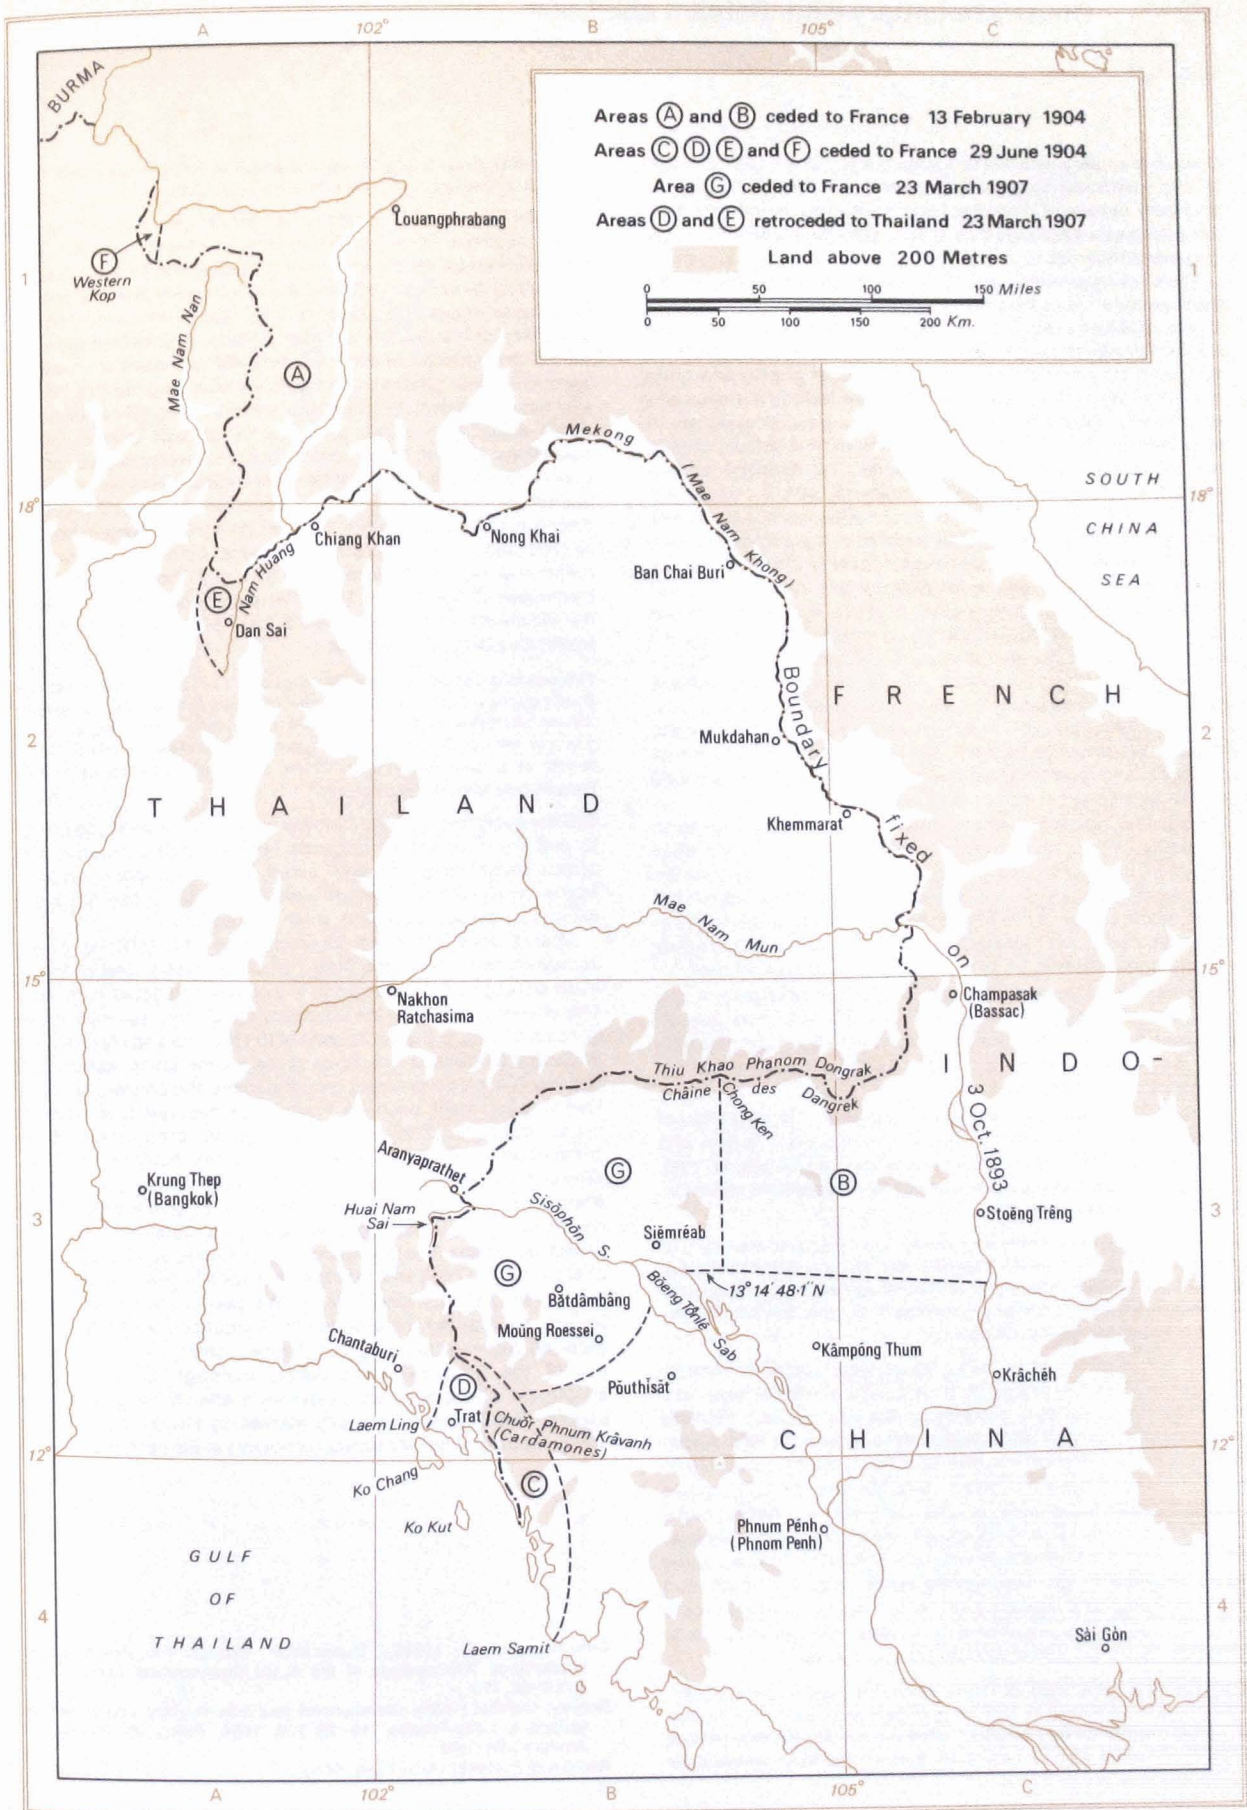 A 102° B 105° C
BURMA
Areas Ⓐ and Ⓑ ceded to France 13 February 1904
Areas Ⓒ Ⓓ Ⓔ and Ⓕ ceded to France 29 June 1904
Area Ⓖ ceded to France 23 March 1907
Areas Ⓓ and Ⓔ retroceded to Thailand 23 March 1907
Land above 200 Metres
0 50 100 150 Miles
0 50 100 150 200 Km.
Louangphrabang
F
Western
Kop
1 1
Mae Nam Nan
A
Mekong
(Mae Nam Khong)
SOUTH
CHINA
SEA
18° 18°
Chiang Khan
Nong Khai
Ban Chai Buri
Nam Huang
E
Dan Sai
Boundary
FRENCH
2 2
Mukdahan
THAILAND
Khemmarat
fixed
Mae Nam Mun
on
15° 15°
Nakhon
Ratchasima
Champasak
(Bassac)
Thiu Khao Phanom Dongrak
Châine des Dangrek
Chong Ken
INDO-
3 Oct. 1893
Aranyaprathet
G
B
Krung Thep
(Bangkok)
Huai Nam
Sai
Sisŏphŏn S.
Stoĕng Trêng
3 3
Siĕmréab
G
Bătdâmbâng
Bœ̆ng Tônlé Sab
13° 14′ 48·1″ N
Moŭng Roessei
Chantaburi
Kâmpóng Thum
D
Poŭthĭsăt
Krâchéh
Laem Ling
Trat
Chuŏr Phnum Krâvanh
(Cardamones)
CHINA
12° 12°
Ko Chang
C
Ko Kut
Phnum Pénh
(Phnom Penh)
GULF
OF
THAILAND
4 4
Laem Samit
Sài Gòn
A 102° B 105° C